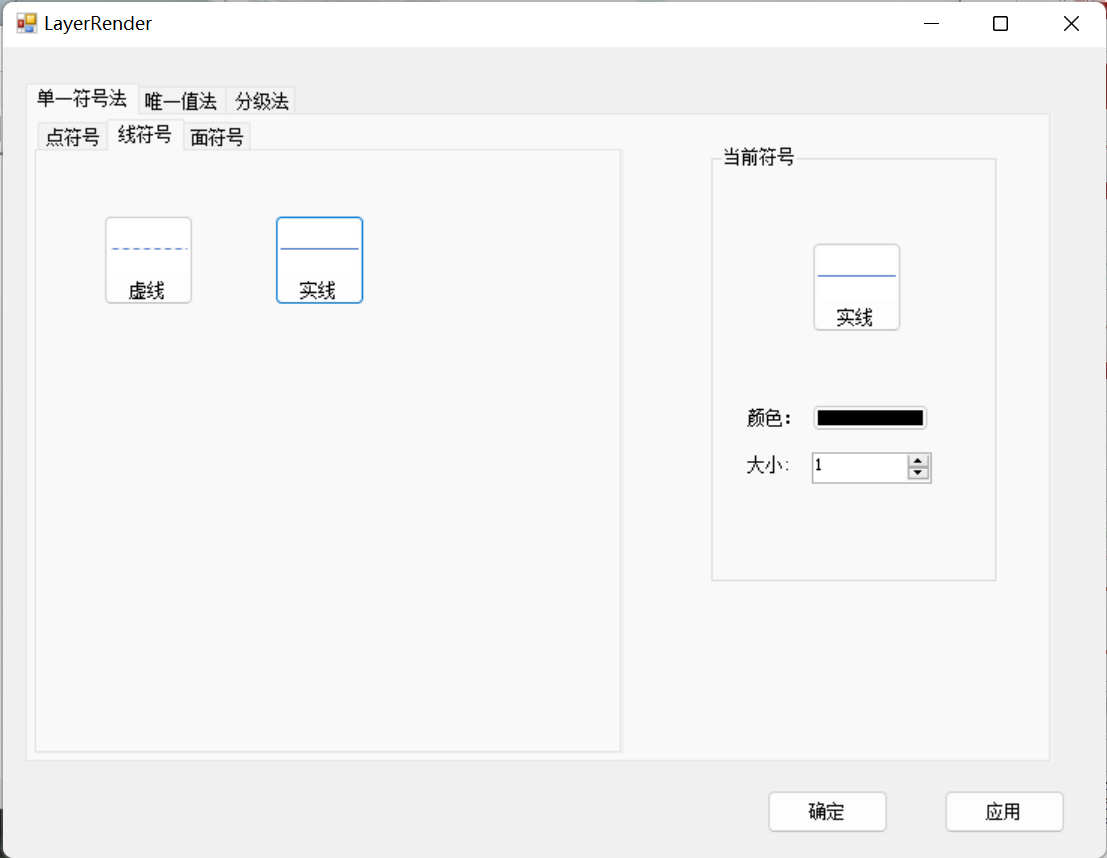 LayerRender
单一符号法 唯一值法 分级法
点符号 线符号 面符号
当前符号
虚线 实线
实线
颜色：
大小: 1
确定 应用